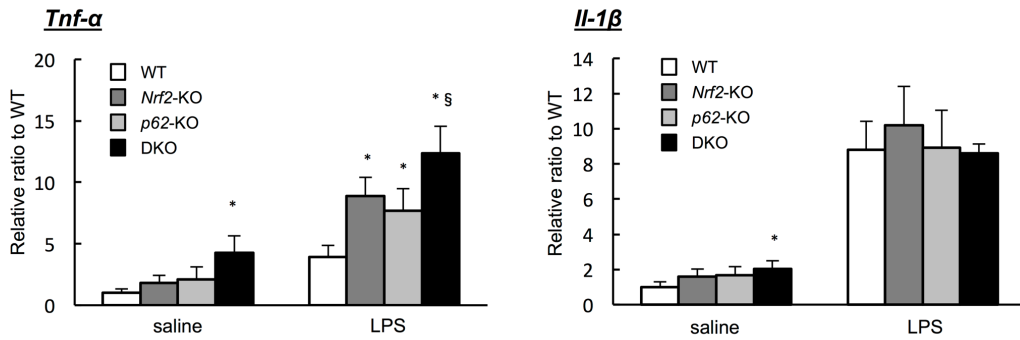 Tnf-α
Relative ratio to WT
20
15
10
5
0
WT
Nrf2-KO
p62-KO
DKO
*
*
*
* §
saline
LPS
Il-1β
Relative ratio to WT
14
12
10
8
6
4
2
0
WT
Nrf2-KO
p62-KO
DKO
*
saline
LPS